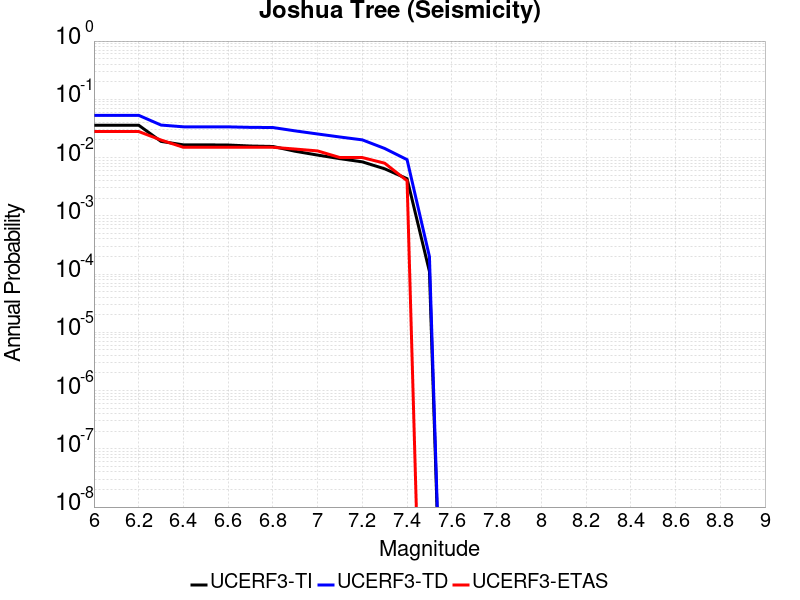 Joshua Tree (Seismicity)
10^0
10^-1
10^-2
10^-3
10^-4
10^-5
10^-6
10^-7
10^-8
Annual Probability
6 6.2 6.4 6.6 6.8 7 7.2 7.4 7.6 7.8 8 8.2 8.4 8.6 8.8 9
Magnitude
UCERF3-TI UCERF3-TD UCERF3-ETAS